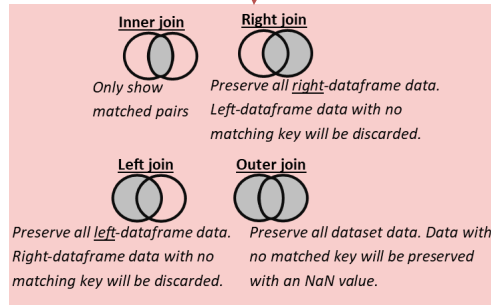 Inner join
Only show
matched pairs
Right join
Preserve all right-dataframe data.
Left-dataframe data with no
matching key will be discarded.
Left join
Preserve all left-dataframe data.
Right-dataframe data with no
matching key will be discarded.
Outer join
Preserve all dataset data. Data with
no matched key will be preserved
with an NaN value.